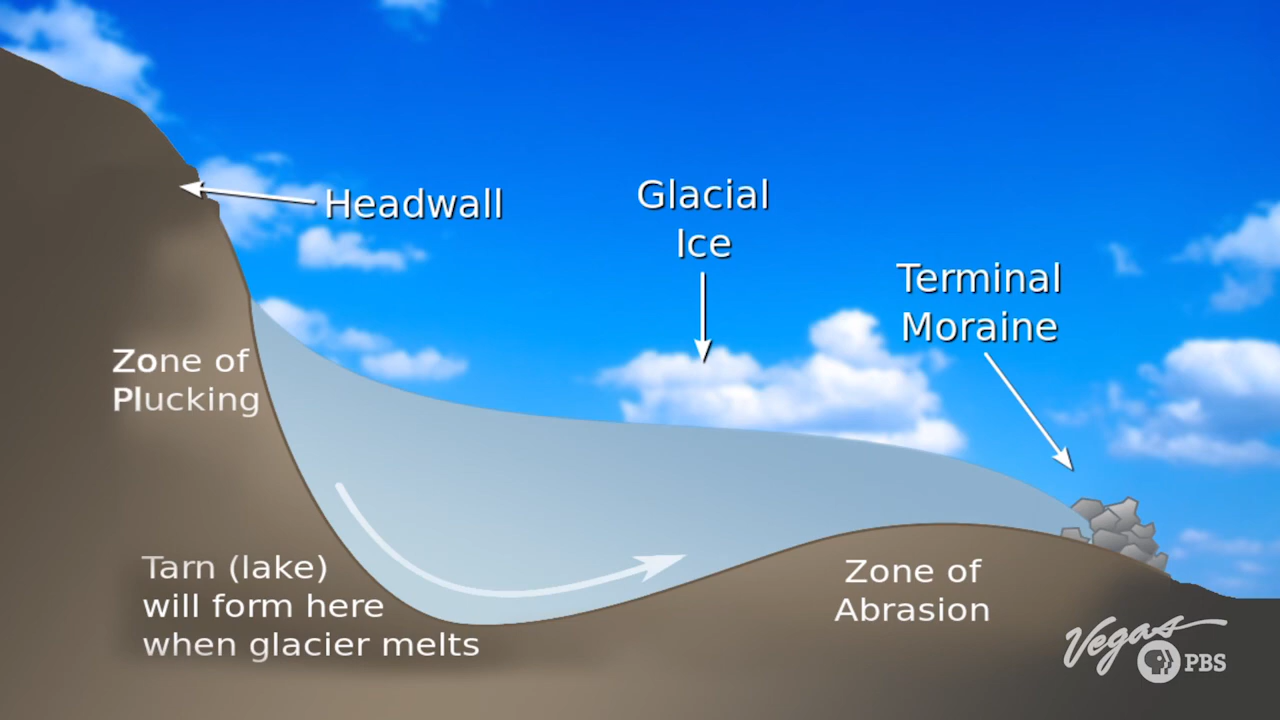 Headwall
Glacial
Ice
Terminal
Moraine
Zone of
Plucking
Tarn (lake)
will form here
when glacier melts
Zone of
Abrasion
Vegas
PBS